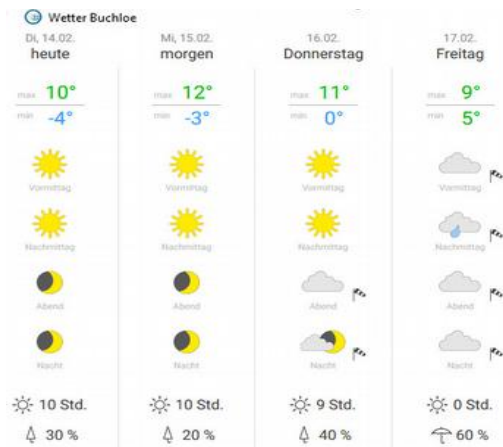 Wetter Buchloe
Di, 14.02.
heute
max 10°
min -4°
Vormittag
Nachmittag
Abend
Nacht
10 Std.
30 %
Mi, 15.02.
morgen
max 12°
min -3°
Vormittag
Nachmittag
Abend
Nacht
10 Std.
20 %
16.02.
Donnerstag
max 11°
min 0°
Vormittag
Nachmittag
Abend
Nacht
9 Std.
40 %
17.02.
Freitag
max 9°
min 5°
Vormittag
Nachmittag
Abend
Nacht
0 Std.
60 %